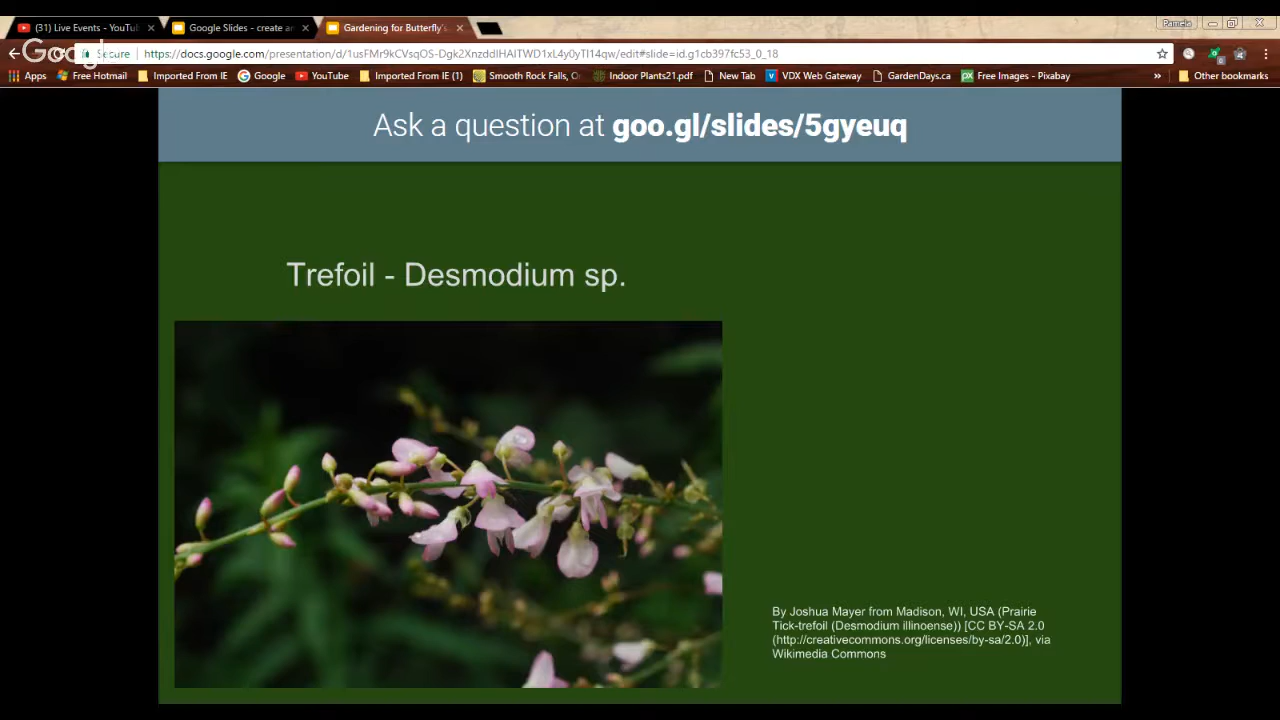 (31) Live Events - YouTu
Google Slides - create an
Gardening for Butterfly's
Pamela
Secure
https://docs.google.com/presentation/d/1usFMr9kCVsqOS-Dgk2XnzddlHAITWD1xL4y0yTl14qw/edit#slide=id.g1cb397fc53_0_18
Apps
Free Hotmail
Imported From IE
Google
YouTube
Imported From IE (1)
Smooth Rock Falls, O
Indoor Plants21.pdf
New Tab
VDX Web Gateway
GardenDays.ca
Free Images - Pixabay
»
Other bookmarks
Ask a question at goo.gl/slides/5gyeuq
Trefoil - Desmodium sp.
By Joshua Mayer from Madison, WI, USA (Prairie
Tick-trefoil (Desmodium illinoense)) [CC BY-SA 2.0
(http://creativecommons.org/licenses/by-sa/2.0)], via
Wikimedia Commons